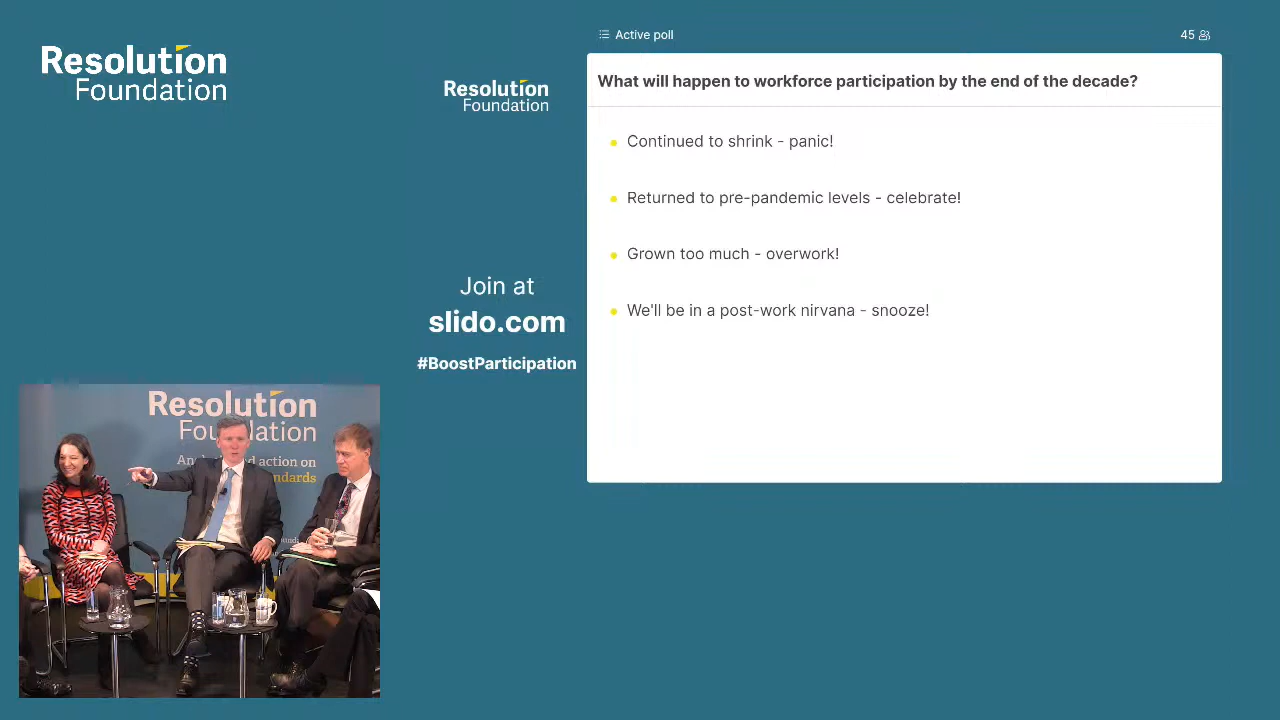 Resolution
Foundation
Active poll
45
Resolution
Foundation
What will happen to workforce participation by the end of the decade?
Continued to shrink - panic!
Returned to pre-pandemic levels - celebrate!
Grown too much - overwork!
We'll be in a post-work nirvana - snooze!
Join at
slido.com
#BoostParticipation
Resolution
action on